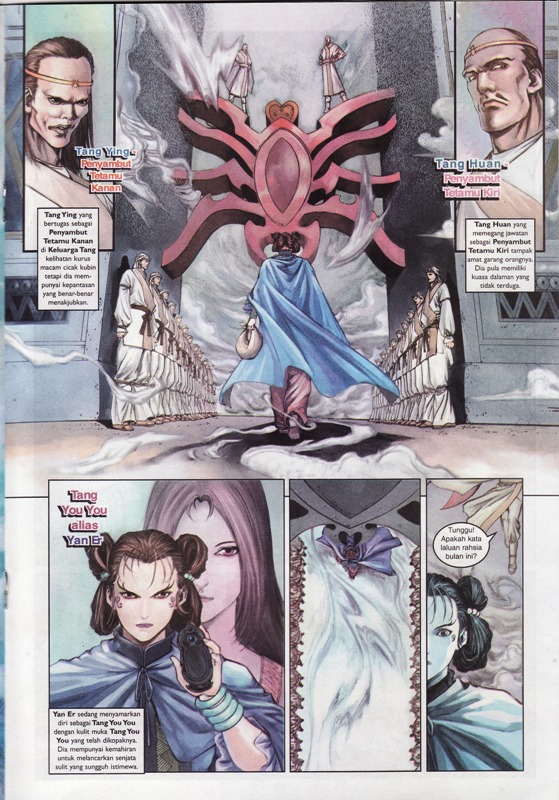 Tang Ying -
Penyambut
Tetamu
Kanan
Tang Ying yang
bertugas sebagai
Penyambut
Tetamu Kanan
di Keluarga Tang
kelihatan kurus
macam cicak kubin
tetapi dia mem-
punyai kepantasan
yang benar-benar
menakjubkan.
Tang Huan -
Penyambut
Tetamu Kiri
Tang Huan yang
memegang jawatan
sebagai Penyambut
Tetamu Kiri tampak
amat garang orangnya.
Dia pula memiliki
kuasa dalaman yang
tidak terduga.
Tang
You You
alias
Yan Er
Yan Er sedang menyamarkan
diri sebagai Tang You You
dengan kulit muka Tang You
You yang telah dikopaknya.
Dia mempunyai kemahiran
untuk melancarkan senjata
sulit yang sungguh istimewa.
Tunggu!
Apakah kata
laluan rahsia
bulan ini?